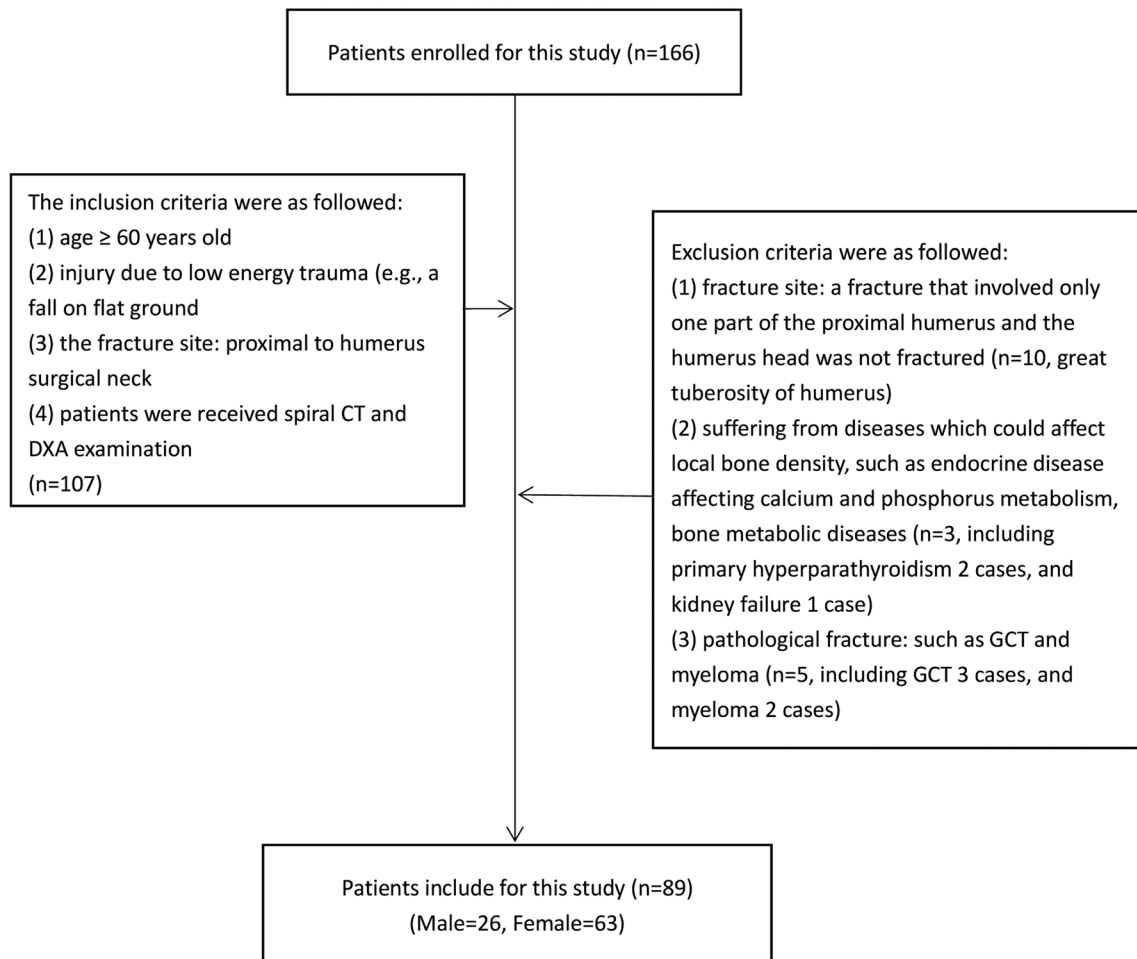 Patients enrolled for this study (n=166)
The inclusion criteria were as followed:
(1) age ≥ 60 years old
(2) injury due to low energy trauma (e.g., a
fall on flat ground
(3) the fracture site: proximal to humerus
surgical neck
(4) patients were received spiral CT and
DXA examination
(n=107)
Exclusion criteria were as followed:
(1) fracture site: a fracture that involved only
one part of the proximal humerus and the
humerus head was not fractured (n=10, great
tuberosity of humerus)
(2) suffering from diseases which could affect
local bone density, such as endocrine disease
affecting calcium and phosphorus metabolism,
bone metabolic diseases (n=3, including
primary hyperparathyroidism 2 cases, and
kidney failure 1 case)
(3) pathological fracture: such as GCT and
myeloma (n=5, including GCT 3 cases, and
myeloma 2 cases)
Patients include for this study (n=89)
(Male=26, Female=63)